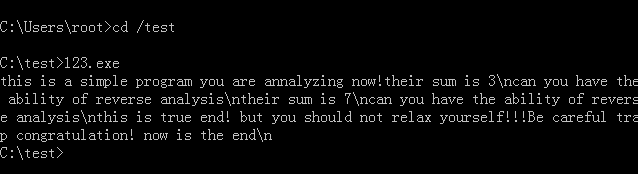 C:\Users\root>cd /test
C:\test>123.exe
this is a simple program you are annalyzing now!their sum is 3\ncan you have the
 ability of reverse analysis\ntheir sum is 7\ncan you have the ability of revers
e analysis\nthis is true end! but you should not relax yourself!!!Be careful tra
p congratulation! now is the end\n
C:\test>